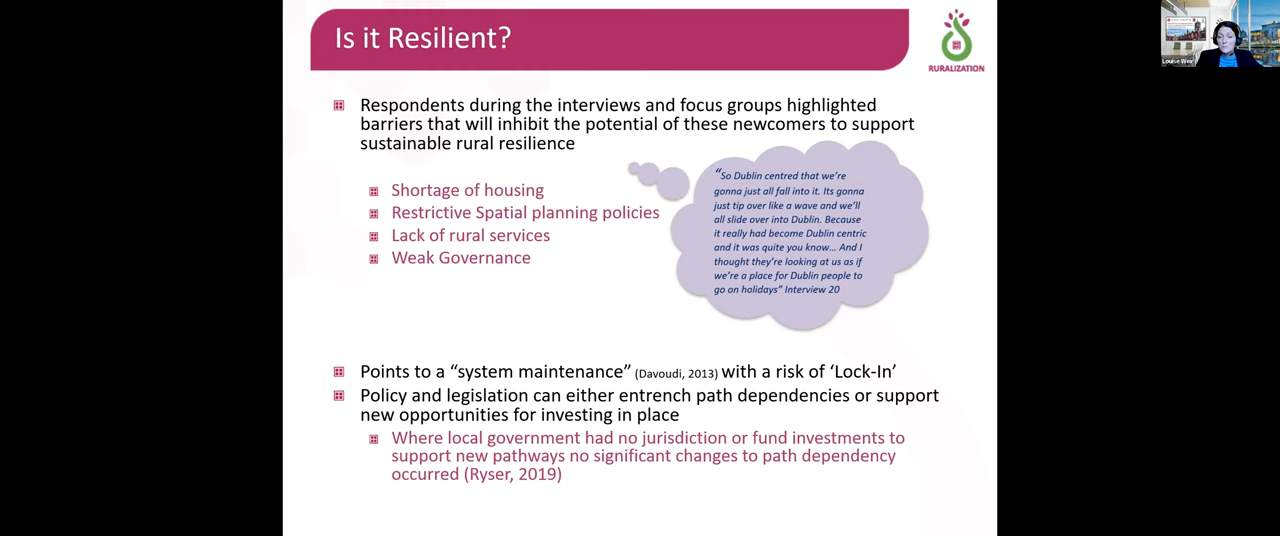 Is it Resilient?
RURALIZATION
Louise Weir
Respondents during the interviews and focus groups highlighted
barriers that will inhibit the potential of these newcomers to support
sustainable rural resilience
Shortage of housing
Restrictive Spatial planning policies
Lack of rural services
Weak Governance
“So Dublin centred that we’re
gonna just all fall into it. Its gonna
just tip over like a wave and we’ll
all slide over into Dublin. Because
it really had become Dublin centric
and it was quite you know… And I
thought they’re looking at us as if
we’re a place for Dublin people to
go on holidays” Interview 20
Points to a “system maintenance” (Davoudi, 2013) with a risk of ‘Lock-In’
Policy and legislation can either entrench path dependencies or support
new opportunities for investing in place
Where local government had no jurisdiction or fund investments to
support new pathways no significant changes to path dependency
occurred (Ryser, 2019)